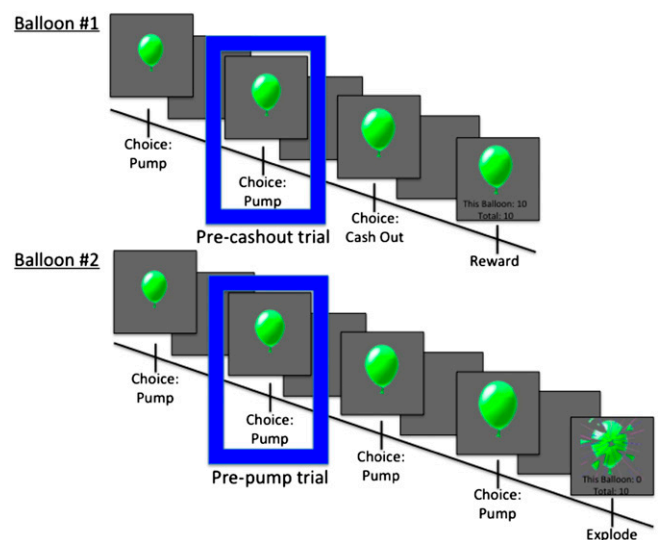 Balloon #1
Choice:
Pump
Choice:
Pump
Pre-cashout trial
Choice:
Cash Out
This Balloon: 10
Total: 10
Reward
Balloon #2
Choice:
Pump
Choice:
Pump
Pre-pump trial
Choice:
Pump
Choice:
Pump
This Balloon: 0
Total: 10
Explode